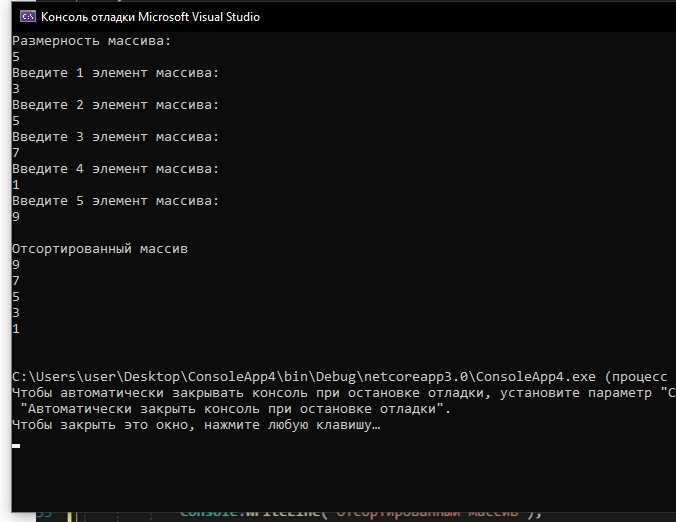 Консоль отладки Microsoft Visual Studio
Размерность массива:
5
Введите 1 элемент массива:
3
Введите 2 элемент массива:
5
Введите 3 элемент массива:
7
Введите 4 элемент массива:
1
Введите 5 элемент массива:
9
Отсортированный массив
9
7
5
3
1
C:\Users\user\Desktop\ConsoleApp4\bin\Debug\netcoreapp3.0\ConsoleApp4.exe (процесс
Чтобы автоматически закрывать консоль при остановке отладки, установите параметр "С
"Автоматически закрыть консоль при остановке отладки".
Чтобы закрыть это окно, нажмите любую клавишу…
Console.WriteLine("Отсортированный массив");